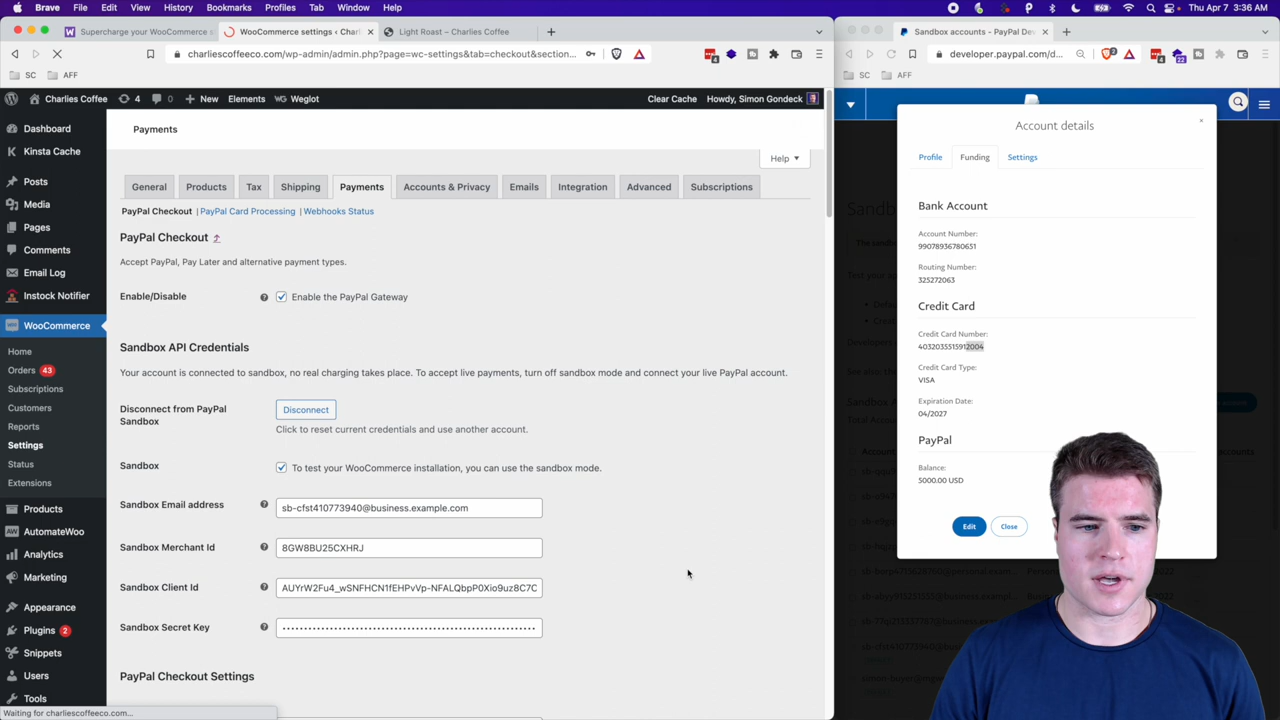 Brave File Edit View History Bookmarks Profiles Tab Window Help
Thu Apr 7 3:36 AM
Supercharge your WooCommerce s
WooCommerce settings ‹ Charl
Light Roast – Charlies Coffee
charliescoffeeco.com/wp-admin/admin.php?page=wc-settings&tab=checkout&section...
SC AFF
Charlies Coffee 4 0 + New Elements Weglot Clear Cache Howdy, Simon Gondeck
Dashboard
Kinsta Cache
Posts
Media
Pages
Comments
Email Log
Instock Notifier
WooCommerce
Home
Orders 43
Subscriptions
Customers
Reports
Settings
Status
Extensions
Products
AutomateWoo
Analytics
Marketing
Appearance
Plugins 2
Snippets
Users
Tools
Payments
Help
General Products Tax Shipping Payments Accounts & Privacy Emails Integration Advanced Subscriptions
PayPal Checkout | PayPal Card Processing | Webhooks Status
PayPal Checkout
Accept PayPal, Pay Later and alternative payment types.
Enable/Disable Enable the PayPal Gateway
Sandbox API Credentials
Your account is connected to sandbox, no real charging takes place. To accept live payments, turn off sandbox mode and connect your live PayPal account.
Disconnect from PayPal Sandbox Disconnect
Click to reset current credentials and use another account.
Sandbox To test your WooCommerce installation, you can use the sandbox mode.
Sandbox Email address sb-cfst410773940@business.example.com
Sandbox Merchant Id 8GW8BU25CXHRJ
Sandbox Client Id AUYrW2Fu4_wSNFHCN1fEHPvVp-NFALQbpP0Xio9uz8C7C
Sandbox Secret Key
PayPal Checkout Settings
Waiting for charliescoffeeco.com...
Sandbox accounts - PayPal De
developer.paypal.com/d...
SC AFF
Account details
Profile Funding Settings
Bank Account
Account Number:
99078936780651
Routing Number:
325272063
Credit Card
Credit Card Number:
4032035515912004
Credit Card Type:
VISA
Expiration Date:
04/2027
PayPal
Balance:
5000.00 USD
Edit Close